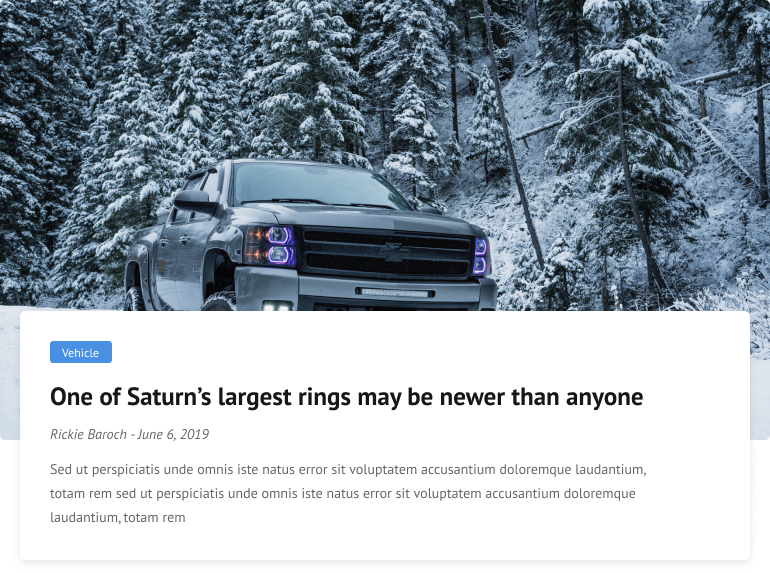 Vehicle
One of Saturn’s largest rings may be newer than anyone
Rickie Baroch - June 6, 2019
Sed ut perspiciatis unde omnis iste natus error sit voluptatem accusantium doloremque laudantium,
totam rem sed ut perspiciatis unde omnis iste natus error sit voluptatem accusantium doloremque
laudantium, totam rem